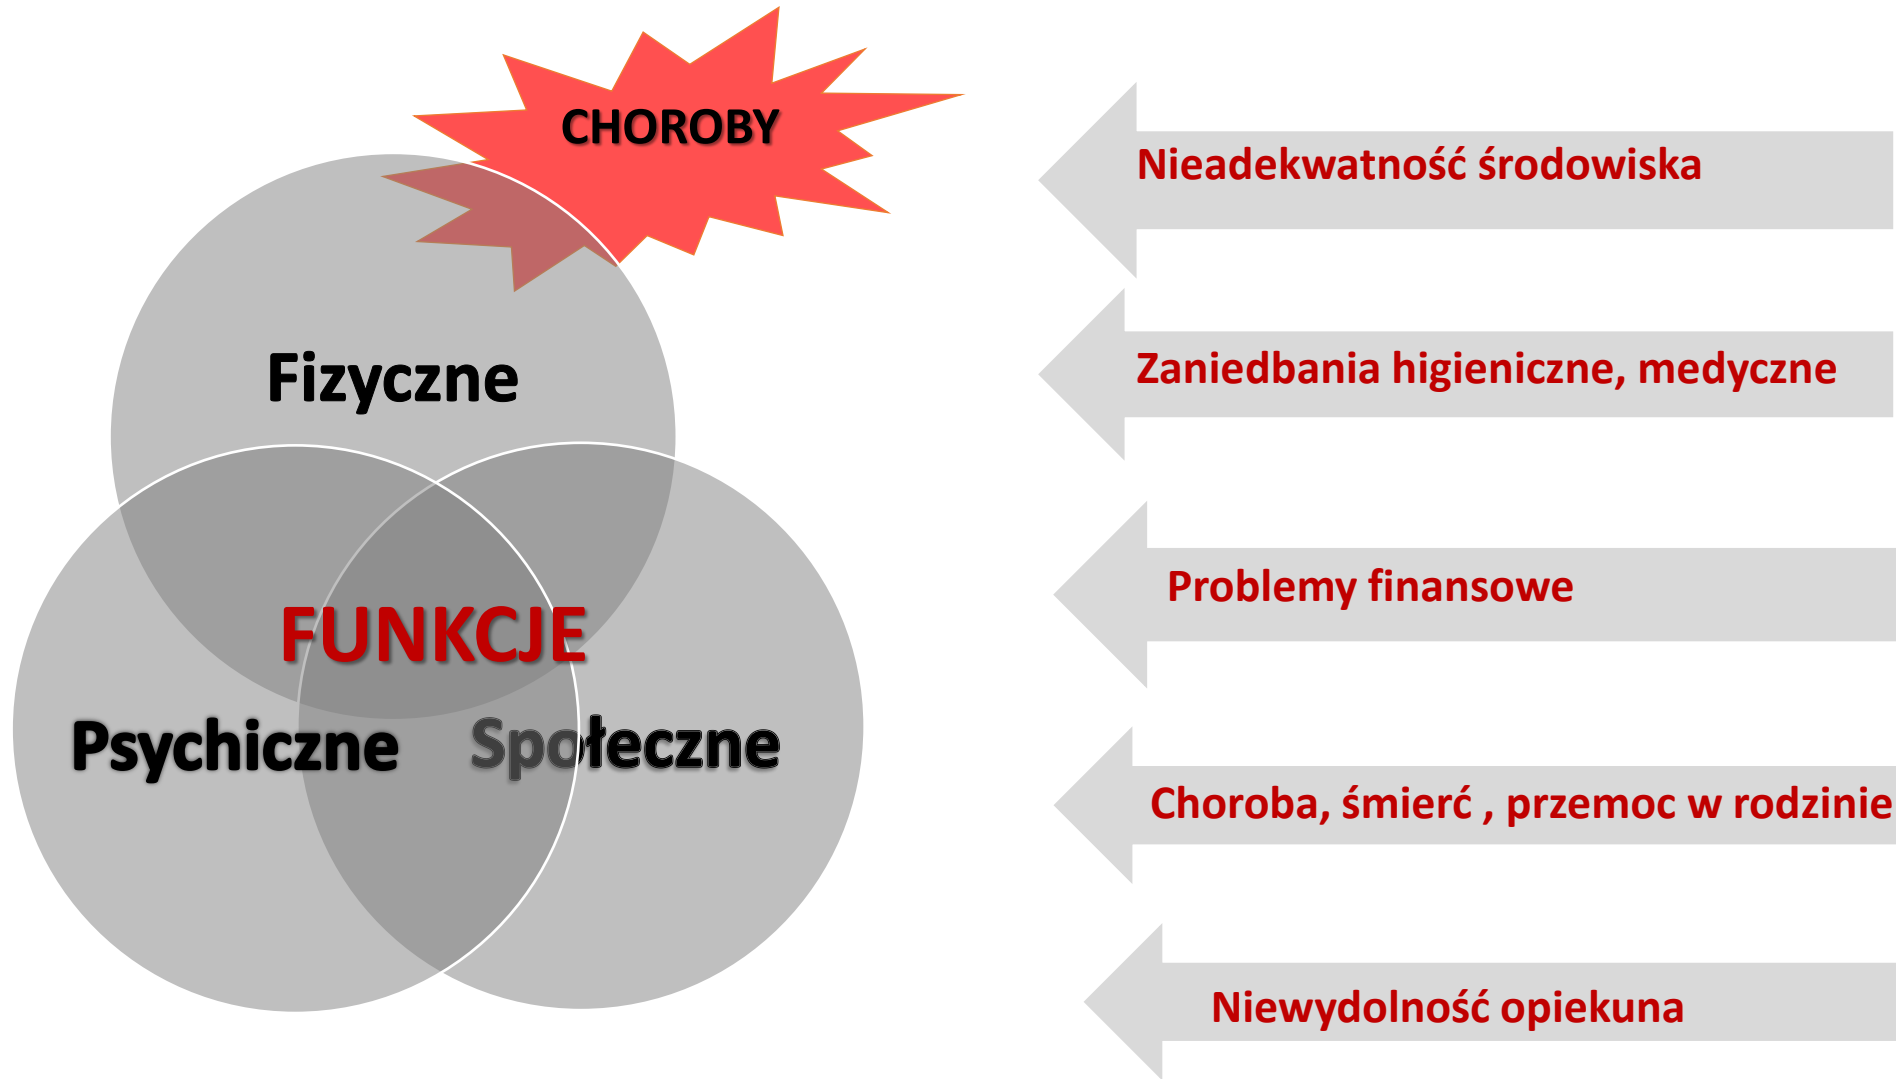 CHOROBY
Fizyczne
FUNKCJE
Psychiczne
Społeczne
Nieadekwatność środowiska
Zaniedbania higieniczne, medyczne
Problemy finansowe
Choroba, śmierć , przemoc w rodzinie
Niewydolność opiekuna